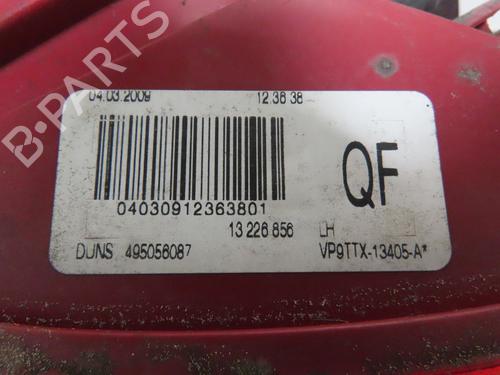 B-PARTS
04.03.2009 12.36.38
QF
04030912363801
13 226 856 LH
DUNS 495056087 VP9TTX-13405-A*